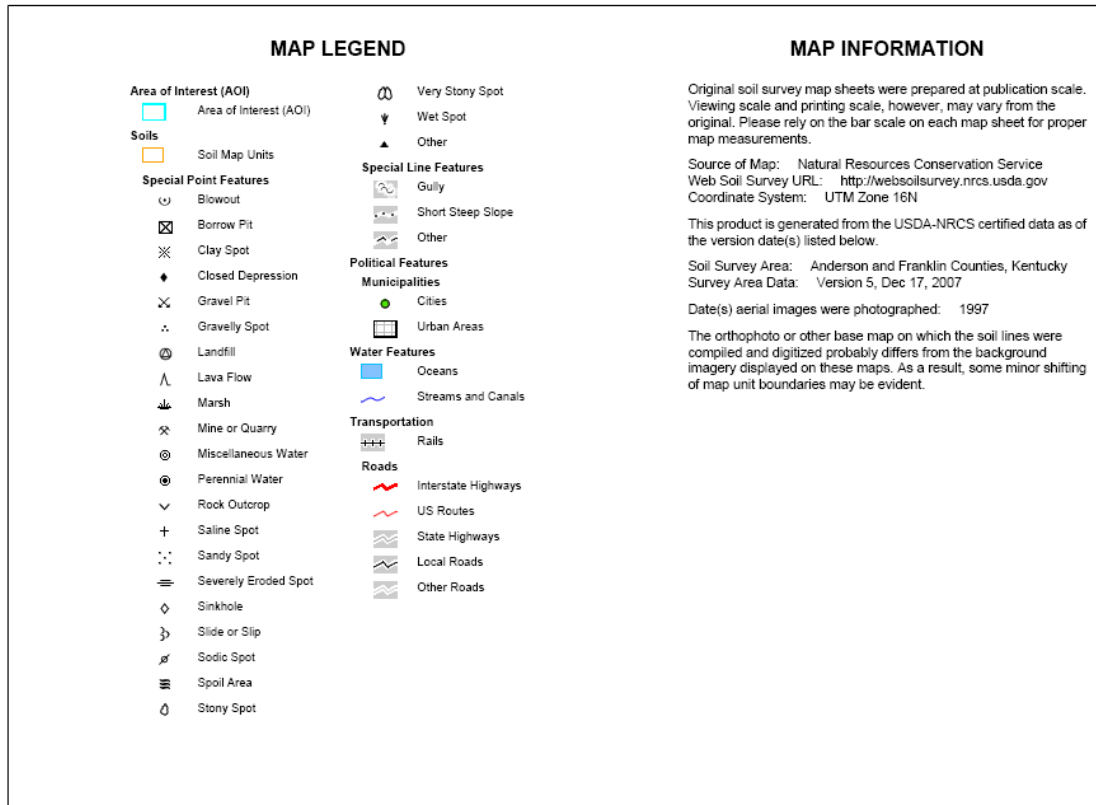 MAP LEGEND
Area of Interest (AOI)
Area of Interest (AOI)
Soils
Soil Map Units
Special Point Features
Blowout
Borrow Pit
Clay Spot
Closed Depression
Gravel Pit
Gravelly Spot
Landfill
Lava Flow
Marsh
Mine or Quarry
Miscellaneous Water
Perennial Water
Rock Outcrop
Saline Spot
Sandy Spot
Severely Eroded Spot
Sinkhole
Slide or Slip
Sodic Spot
Spoil Area
Stony Spot
Very Stony Spot
Wet Spot
Other
Special Line Features
Gully
Short Steep Slope
Other
Political Features
Municipalities
Cities
Urban Areas
Water Features
Oceans
Streams and Canals
Transportation
Rails
Roads
Interstate Highways
US Routes
State Highways
Local Roads
Other Roads
MAP INFORMATION
Original soil survey map sheets were prepared at publication scale.
Viewing scale and printing scale, however, may vary from the
original. Please rely on the bar scale on each map sheet for proper
map measurements.
Source of Map: Natural Resources Conservation Service
Web Soil Survey URL: http://websoilsurvey.nrcs.usda.gov
Coordinate System: UTM Zone 16N
This product is generated from the USDA-NRCS certified data as of
the version date(s) listed below.
Soil Survey Area: Anderson and Franklin Counties, Kentucky
Survey Area Data: Version 5, Dec 17, 2007
Date(s) aerial images were photographed: 1997
The orthophoto or other base map on which the soil lines were
compiled and digitized probably differs from the background
imagery displayed on these maps. As a result, some minor shifting
of map unit boundaries may be evident.